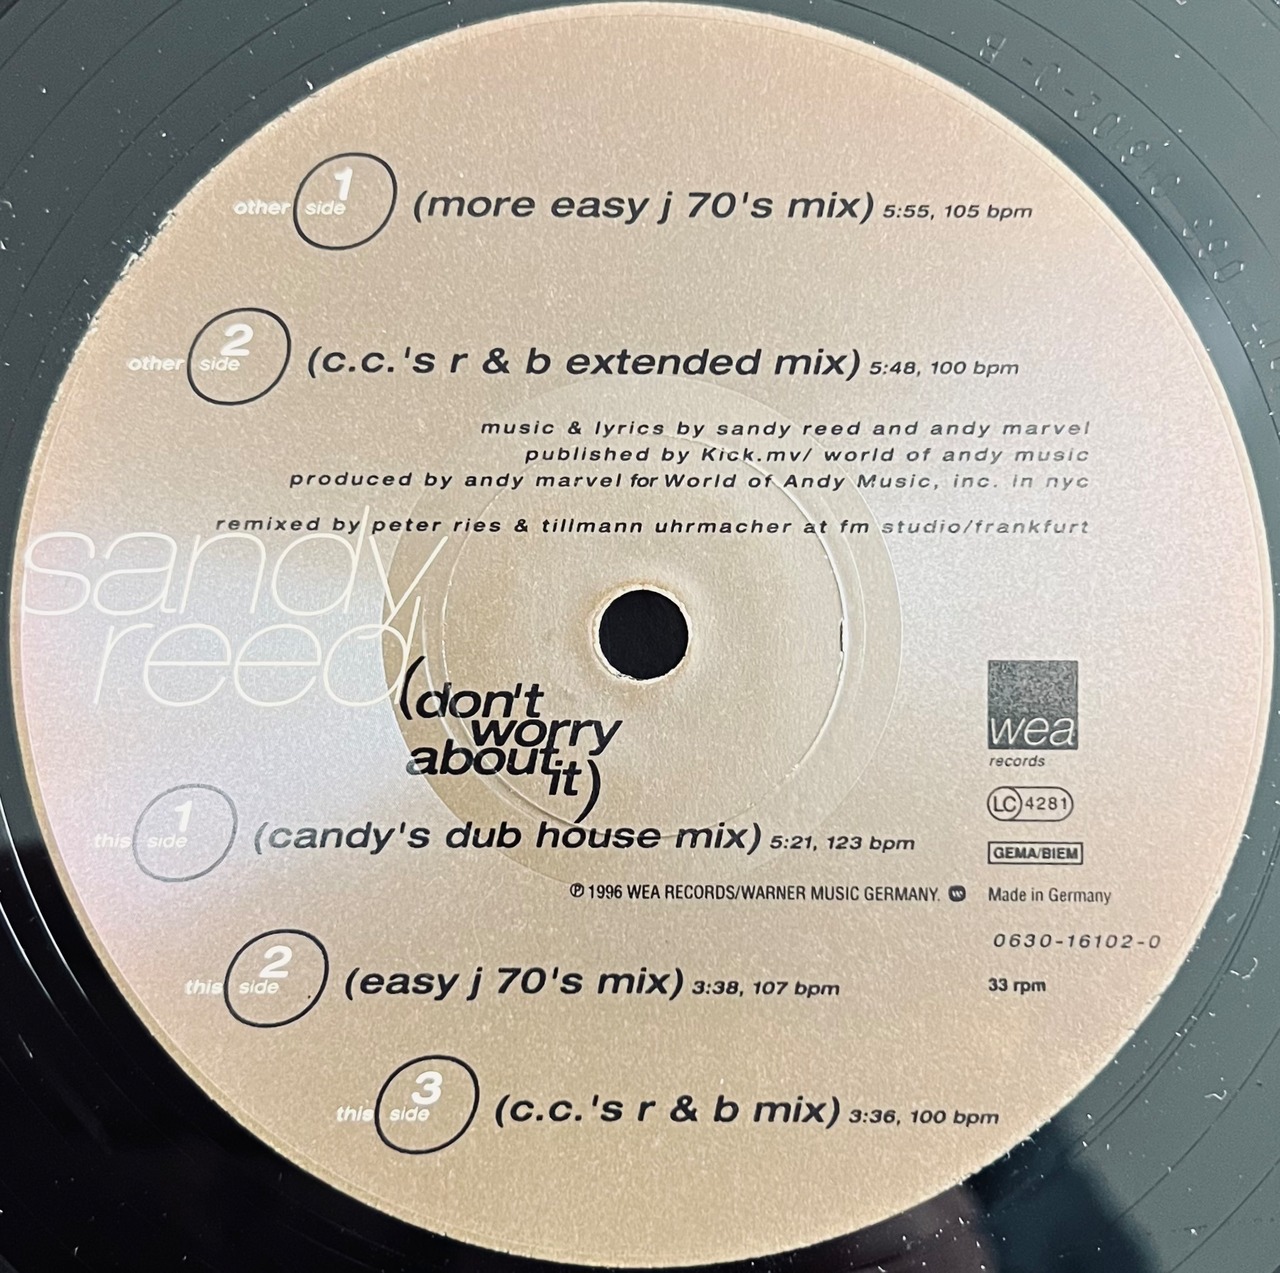 other side 1 (more easy j 70's mix) 5:55, 105 bpm
other side 2 (c.c.'s r & b extended mix) 5:48, 100 bpm
music & lyrics by sandy reed and andy marvel
published by Kick.mv/ world of andy music
produced by andy marvel for World of Andy Music, inc. in nyc
remixed by peter ries & tillmann uhrmacher at fm studio/frankfurt
sandy
reed
(don't
worry
about
it)
wea
records
LC 4281
this side 1 (candy's dub house mix) 5:21, 123 bpm
GEMA/BIEM
℗ 1996 WEA RECORDS/WARNER MUSIC GERMANY.
Made in Germany
0630-16102-0
this side 2 (easy j 70's mix) 3:38, 107 bpm
33 rpm
this side 3 (c.c.'s r & b mix) 3:36, 100 bpm